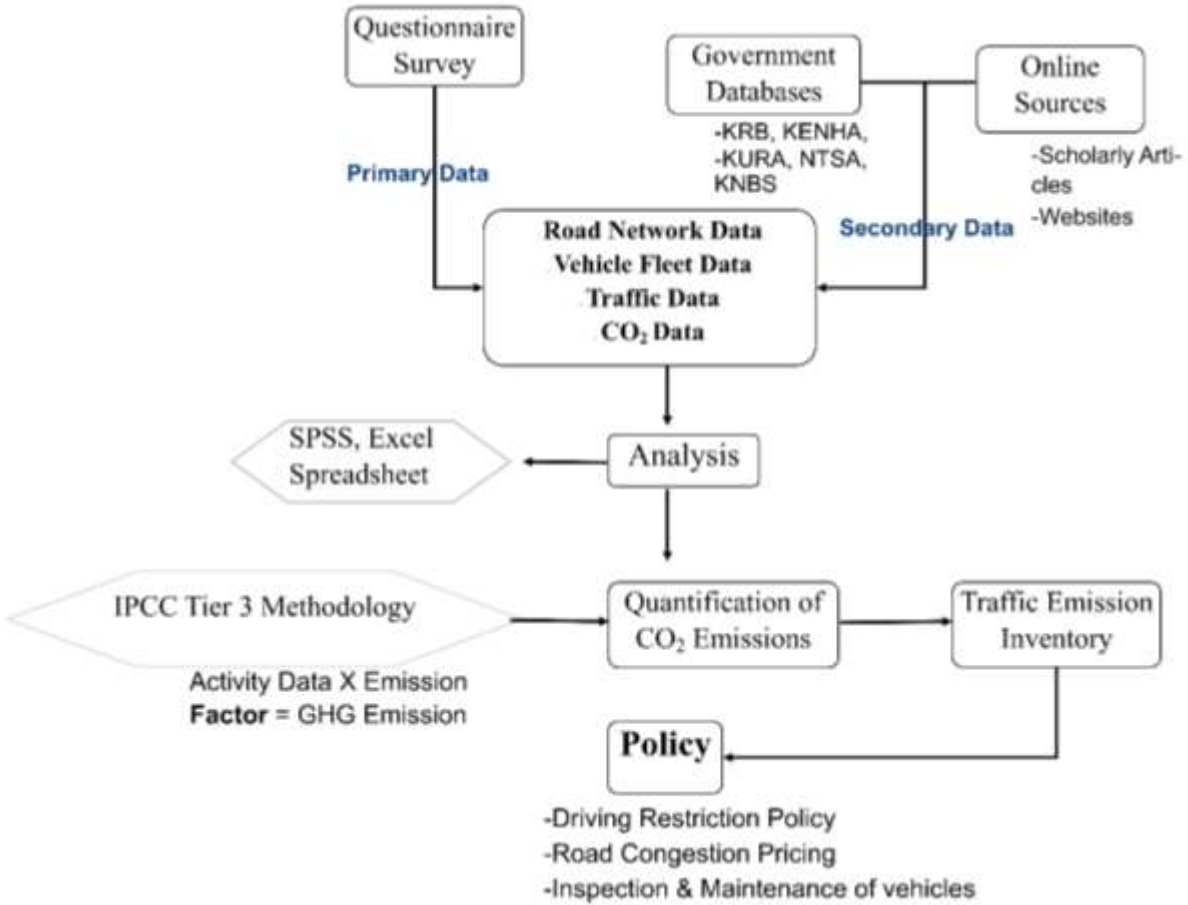 Questionnaire
Survey
Government
Databases
-KRB, KENHA,
-KURA, NTSA,
KNBS
Online
Sources
-Scholarly Arti-
cles
-Websites
Primary Data
Secondary Data
Road Network Data
Vehicle Fleet Data
Traffic Data
CO₂ Data
SPSS, Excel
Spreadsheet
Analysis
IPCC Tier 3 Methodology
Activity Data X Emission
Factor = GHG Emission
Quantification of
CO₂ Emissions
Traffic Emission
Inventory
Policy
-Driving Restriction Policy
-Road Congestion Pricing
-Inspection & Maintenance of vehicles